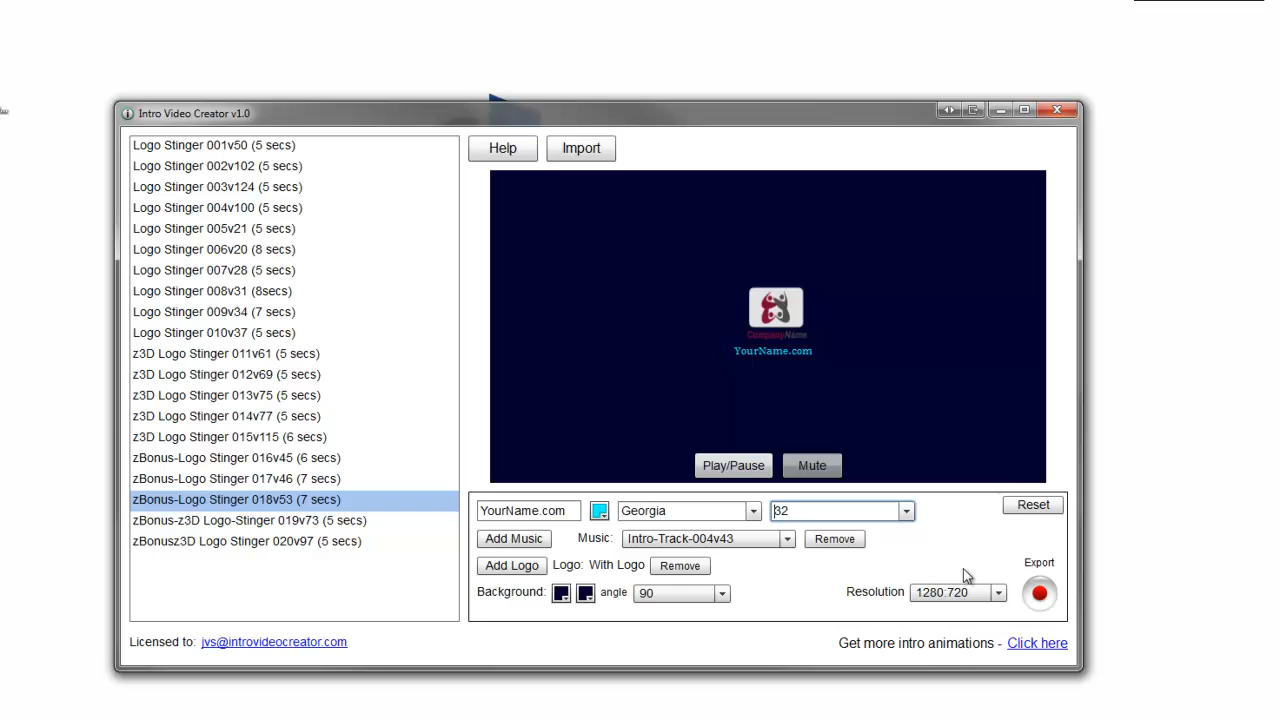 Intro Video Creator v1.0
Logo Stinger 001v50 (5 secs)
Logo Stinger 002v102 (5 secs)
Logo Stinger 003v124 (5 secs)
Logo Stinger 004v100 (5 secs)
Logo Stinger 005v21 (5 secs)
Logo Stinger 006v20 (8 secs)
Logo Stinger 007v28 (5 secs)
Logo Stinger 008v31 (8secs)
Logo Stinger 009v34 (7 secs)
Logo Stinger 010v37 (5 secs)
z3D Logo Stinger 011v61 (5 secs)
z3D Logo Stinger 012v69 (5 secs)
z3D Logo Stinger 013v75 (5 secs)
z3D Logo Stinger 014v77 (5 secs)
z3D Logo Stinger 015v115 (6 secs)
zBonus-Logo Stinger 016v45 (6 secs)
zBonus-Logo Stinger 017v46 (7 secs)
zBonus-Logo Stinger 018v53 (7 secs)
zBonus-z3D Logo-Stinger 019v73 (5 secs)
zBonusz3D Logo Stinger 020v97 (5 secs)
Help Import
CompanyName
YourName.com
Play/Pause Mute
YourName.com Georgia 32 Reset
Add Music Music: Intro-Track-004v43 Remove
Add Logo Logo: With Logo Remove Export
Background: angle 90 Resolution 1280:720
Licensed to: jvs@introvideocreator.com Get more intro animations - Click here